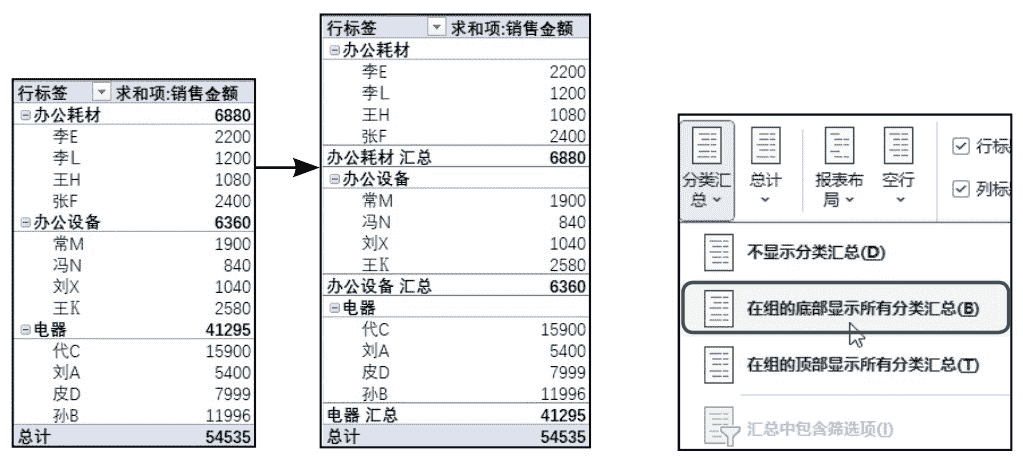 行标签 求和项:销售金额
办公耗材 6880
李E 2200
李L 1200
王H 1080
张F 2400
办公设备 6360
常M 1900
冯N 840
刘X 1040
王K 2580
电器 41295
代C 15900
刘A 5400
皮D 7999
孙B 11996
总计 54535
行标签 求和项:销售金额
办公耗材
李E 2200
李L 1200
王H 1080
张F 2400
办公耗材 汇总 6880
办公设备
常M 1900
冯N 840
刘X 1040
王K 2580
办公设备 汇总 6360
电器
代C 15900
刘A 5400
皮D 7999
孙B 11996
电器 汇总 41295
总计 54535
分类汇总
总计
报表布局
空行
行标
列标
不显示分类汇总(D)
在组的底部显示所有分类汇总(B)
在组的顶部显示所有分类汇总(T)
汇总中包含筛选项(I)